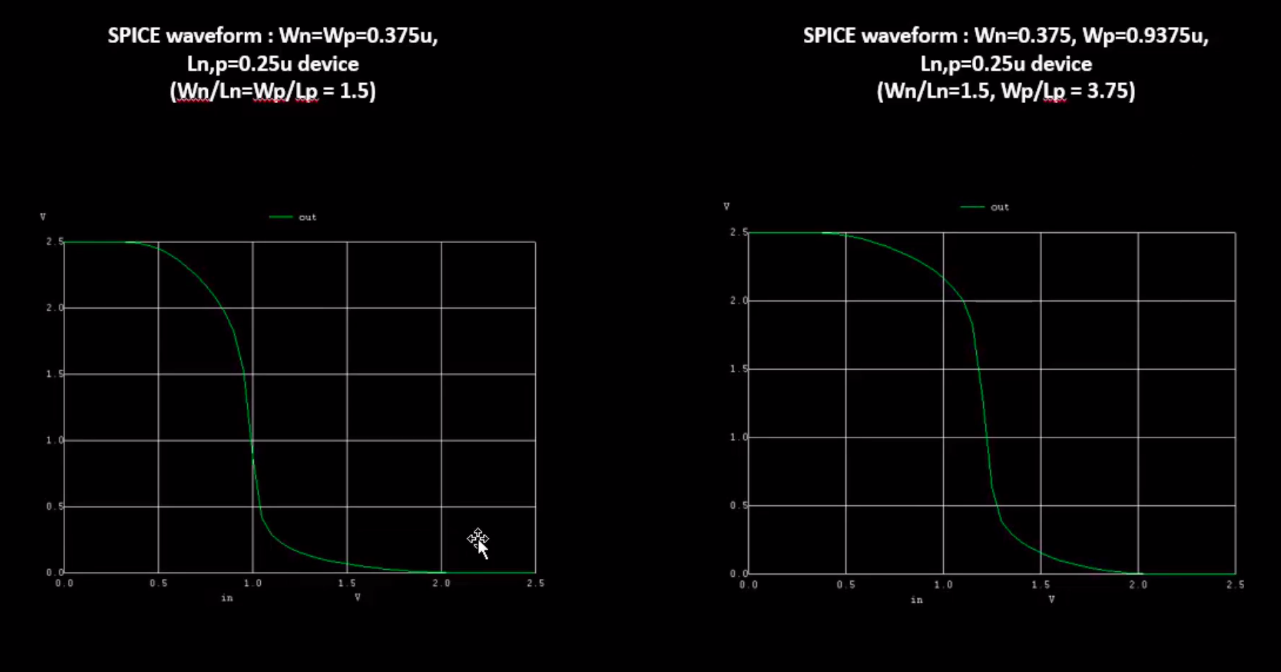 SPICE waveform : Wn=Wp=0.375u,
Ln,p=0.25u device
(Wn/Ln=Wp/Lp = 1.5)
V
out
2.5
2.0
1.5
1.0
0.5
0.0
0.0 0.5 1.0 1.5 2.0 2.5
in V
SPICE waveform : Wn=0.375, Wp=0.9375u,
Ln,p=0.25u device
(Wn/Ln=1.5, Wp/Lp = 3.75)
V
out
2.5
2.0
1.5
1.0
0.5
0.0
0.0 0.5 1.0 1.5 2.0 2.5
in V